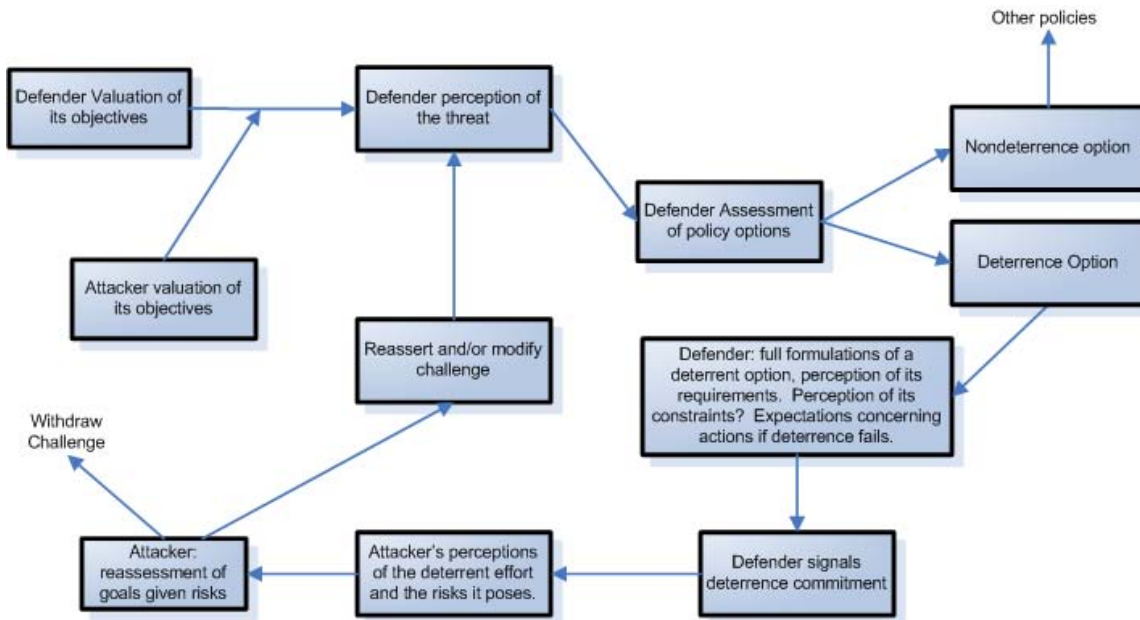 Other policies
Defender Valuation of
its objectives
Defender perception of
the threat
Nondeterrence option
Defender Assessment
of policy options
Deterrence Option
Attacker valuation of
its objectives
Reassert and/or modify
challenge
Defender: full formulations of a
deterrent option, perception of its
requirements.  Perception of its
constraints?  Expectations concerning
actions if deterrence fails.
Withdraw
Challenge
Attacker:
reassessment of
goals given risks
Attacker's perceptions
of the deterrent effort
and the risks it poses.
Defender signals
deterrence commitment